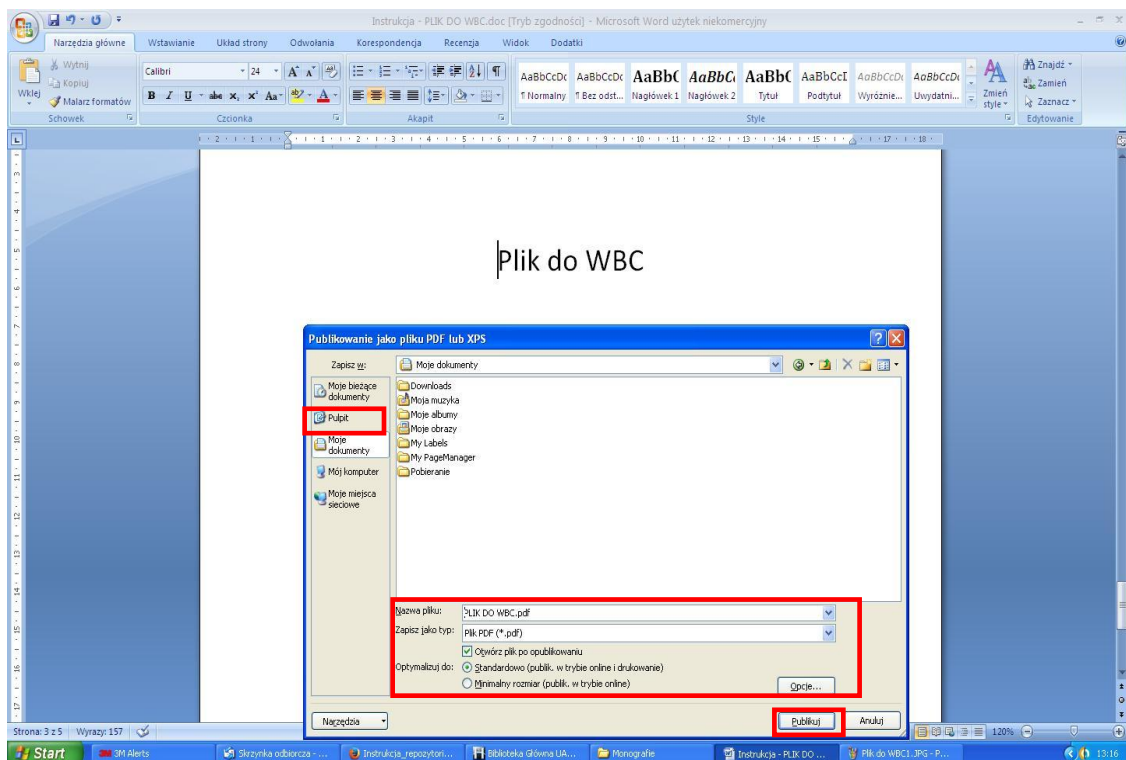 Instrukcja - PLIK DO WBC.doc [Tryb zgodności] - Microsoft Word użytek niekomercyjny
Narzędzia główne Wstawianie Układ strony Odwołania Korespondencja Recenzja Widok Dodatki
Wklej
Wytnij
Kopiuj
Malarz formatów
Schowek
Calibri 24
Czcionka
Akapit
AaBbCcDc AaBbCcDc AaBbC AaBbCc AaBbC AaBbCcI AaBbCcDc AaBbCcDc
¶ Normalny ¶ Bez odst... Nagłówek 1 Nagłówek 2 Tytuł Podtytuł Wyróżnie... Uwydatni...
Zmień style
Style
Znajdź
Zamień
Zaznacz
Edytowanie
Plik do WBC
Publikowanie jako pliku PDF lub XPS
Zapisz w: Moje dokumenty
Moje bieżące dokumenty
Pulpit
Moje dokumenty
Mój komputer
Moje miejsca sieciowe
Downloads
Moja muzyka
Moje albumy
Moje obrazy
My Labels
My PageManager
Pobieranie
Nazwa pliku: PLIK DO WBC.pdf
Zapisz jako typ: Plik PDF (*.pdf)
Otwórz plik po opublikowaniu
Optymalizuj do: Standardowo (publik. w trybie online i drukowanie)
Minimalny rozmiar (publik. w trybie online)
Opcje...
Narzędzia
Publikuj Anuluj
Strona: 3 z 5 Wyrazy: 157 120%
Start 3M Alerts Skrzynka odbiorcza - ... Instrukcja_repozytori... Biblioteka Główna UA... Monografie Instrukcja - PLIK DO ... Plik do WBC1.JPG - P... 13:16